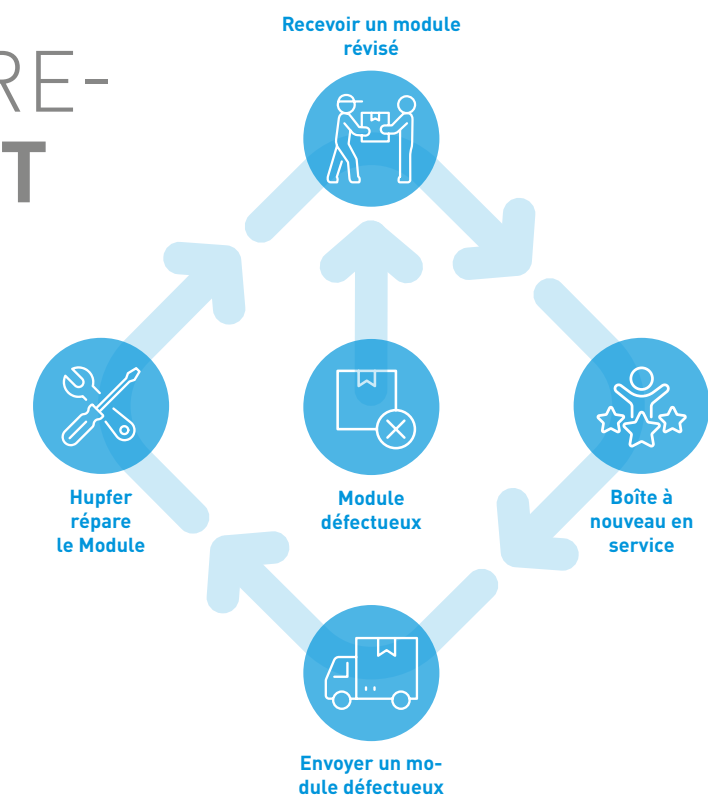 Recevoir un module
révisé
RE-
T
Hupfer
répare
le Module
Module
défectueux
Boîte à
nouveau en
service
Envoyer un mo-
dule défectueux